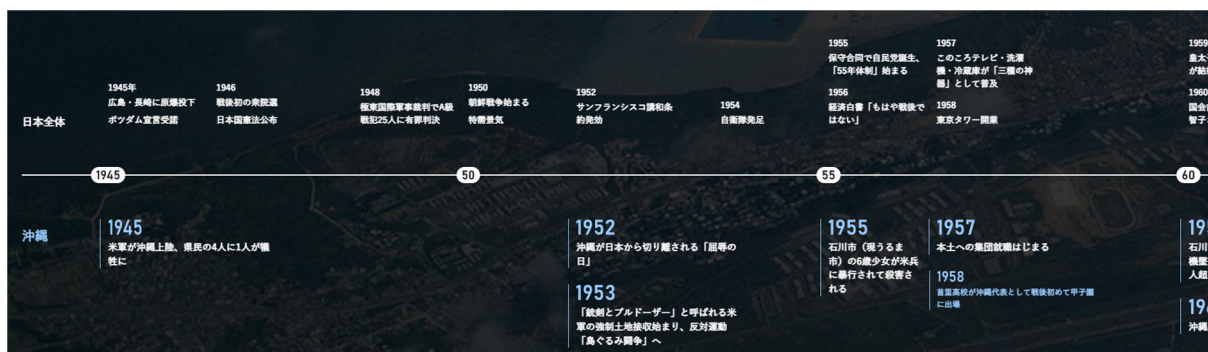 日本全体
1945年
広島・長崎に原爆投下
ポツダム宣言受諾
1946
戦後初の衆院選
日本国憲法公布
1948
極東国際軍事裁判でA級
戦犯25人に有罪判決
1950
朝鮮戦争始まる
特需景気
1952
サンフランシスコ講和条
約発効
1954
自衛隊発足
1955
保守合同で自民党誕生、
「55年体制」始まる
1956
経済白書「もはや戦後で
はない」
1957
このころテレビ・洗濯
機・冷蔵庫が「三種の神
器」として普及
1958
東京タワー開業
1959
皇太
が結
1960
国会
智子
1945
50
55
60
沖縄
1945
米軍が沖縄上陸、県民の4人に1人が犠
牲に
1952
沖縄が日本から切り離される「屈辱の
日」
1953
「銃剣とブルドーザー」と呼ばれる米
軍の強制土地接収始まり、反対運動
「島ぐるみ闘争」へ
1955
石川市（現うるま
市）の6歳少女が米兵
に暴行されて殺害さ
れる
1957
本土への集団就職はじまる
1958
首里高校が沖縄代表として戦後初めて甲子園
に出場
石川
機墜
人超
沖縄